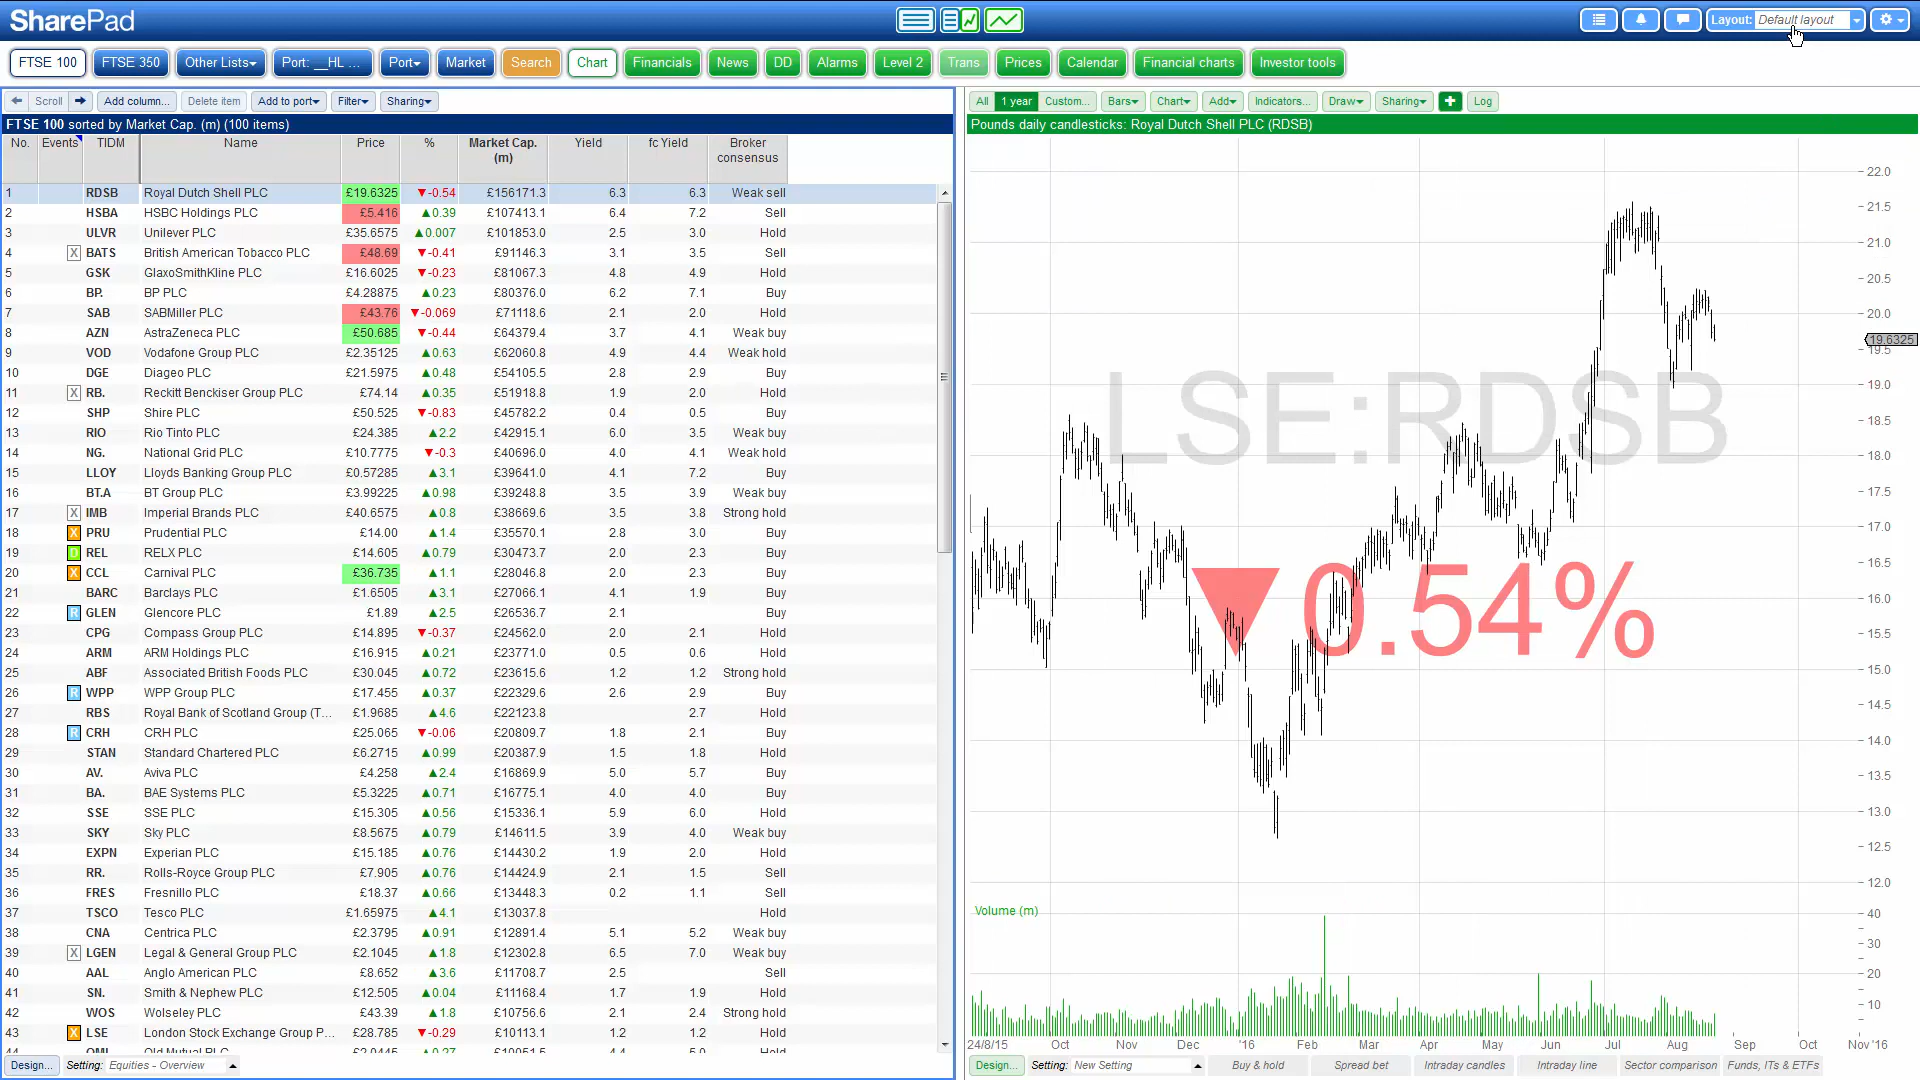 SharePad
Layout: Default layout
FTSE 100 FTSE 350 Other Lists Port: __HL ... Port Market Search Chart Financials News DD Alarms Level 2 Trans Prices Calendar Financial charts Investor tools
Scroll Add column... Delete item Add to port Filter Sharing
All 1 year Custom... Bars Chart Add Indicators... Draw Sharing Log
FTSE 100 sorted by Market Cap. (m) (100 items)
Pounds daily candlesticks: Royal Dutch Shell PLC (RDSB)
No. Events TIDM Name Price % Market Cap. (m) Yield fc Yield Broker consensus
1 RDSB Royal Dutch Shell PLC £19.6325 ▼-0.54 £156171.3 6.3 6.3 Weak sell
2 HSBA HSBC Holdings PLC £5.416 ▲0.39 £107413.1 6.4 7.2 Sell
3 ULVR Unilever PLC £35.6575 ▲0.007 £101853.0 2.5 3.0 Hold
4 X BATS British American Tobacco PLC £48.69 ▼-0.41 £91146.3 3.1 3.5 Sell
5 GSK GlaxoSmithKline PLC £16.6025 ▼-0.23 £81067.3 4.8 4.9 Hold
6 BP. BP PLC £4.28875 ▲0.23 £80376.0 6.2 7.1 Buy
7 SAB SABMiller PLC £43.76 ▼-0.069 £71118.6 2.1 2.0 Hold
8 AZN AstraZeneca PLC £50.685 ▼-0.44 £64379.4 3.7 4.1 Weak buy
9 VOD Vodafone Group PLC £2.35125 ▲0.63 £62060.8 4.9 4.4 Weak hold
10 DGE Diageo PLC £21.5975 ▲0.48 £54105.5 2.8 2.9 Buy
11 X RB. Reckitt Benckiser Group PLC £74.14 ▲0.35 £51918.8 1.9 2.0 Hold
12 SHP Shire PLC £50.525 ▼-0.83 £45782.2 0.4 0.5 Buy
13 RIO Rio Tinto PLC £24.385 ▲2.2 £42915.1 6.0 3.5 Weak buy
14 NG. National Grid PLC £10.7775 ▼-0.3 £40696.0 4.0 4.1 Weak hold
15 LLOY Lloyds Banking Group PLC £0.57285 ▲3.1 £39641.0 4.1 7.2 Buy
16 BT.A BT Group PLC £3.99225 ▲0.98 £39248.8 3.5 3.9 Weak buy
17 X IMB Imperial Brands PLC £40.6575 ▲0.8 £38669.6 3.5 3.8 Strong hold
18 X PRU Prudential PLC £14.00 ▲1.4 £35570.1 2.8 3.0 Buy
19 D REL RELX PLC £14.605 ▲0.79 £30473.7 2.0 2.3 Buy
20 X CCL Carnival PLC £36.735 ▲1.1 £28046.8 2.0 2.3 Buy
21 BARC Barclays PLC £1.6505 ▲3.1 £27066.1 4.1 1.9 Buy
22 R GLEN Glencore PLC £1.89 ▲2.5 £26536.7 2.1 Buy
23 CPG Compass Group PLC £14.895 ▼-0.37 £24562.0 2.0 2.1 Hold
24 ARM ARM Holdings PLC £16.915 ▲0.21 £23771.0 0.5 0.6 Hold
25 ABF Associated British Foods PLC £30.045 ▲0.72 £23615.6 1.2 1.2 Strong hold
26 R WPP WPP Group PLC £17.455 ▲0.37 £22329.6 2.6 2.9 Buy
27 RBS Royal Bank of Scotland Group (T... £1.9685 ▲4.6 £22123.8 2.7 Hold
28 R CRH CRH PLC £25.065 ▼-0.06 £20809.7 1.8 2.1 Buy
29 STAN Standard Chartered PLC £6.2715 ▲0.99 £20387.9 1.5 1.8 Hold
30 AV. Aviva PLC £4.258 ▲2.4 £16869.9 5.0 5.7 Buy
31 BA. BAE Systems PLC £5.3225 ▲0.71 £16775.1 4.0 4.0 Buy
32 SSE SSE PLC £15.305 ▲0.56 £15336.1 5.9 6.0 Hold
33 SKY Sky PLC £8.5675 ▲0.79 £14611.5 3.9 4.0 Weak buy
34 EXPN Experian PLC £15.185 ▲0.76 £14430.2 1.9 2.0 Hold
35 RR. Rolls-Royce Group PLC £7.905 ▲0.76 £14424.9 2.1 1.5 Sell
36 FRES Fresnillo PLC £18.37 ▲0.66 £13448.3 0.2 1.1 Sell
37 TSCO Tesco PLC £1.65975 ▲4.1 £13037.8 Hold
38 CNA Centrica PLC £2.3795 ▲0.91 £12891.4 5.1 5.2 Weak buy
39 X LGEN Legal & General Group PLC £2.1045 ▲1.8 £12302.8 6.5 7.0 Weak buy
40 AAL Anglo American PLC £8.652 ▲3.6 £11708.7 2.5 Sell
41 SN. Smith & Nephew PLC £12.505 ▲0.04 £11168.4 1.7 1.9 Hold
42 WOS Wolseley PLC £43.39 ▲1.8 £10756.6 2.1 2.4 Strong hold
43 X LSE London Stock Exchange Group P... £28.785 ▼-0.29 £10113.1 1.2 1.2 Hold
Design... Setting: Equities - Overview
LSE:RDSB
▼0.54%
22.0
21.5
21.0
20.5
20.0
19.6325
19.5
19.0
18.5
18.0
17.5
17.0
16.5
16.0
15.5
15.0
14.5
14.0
13.5
13.0
12.5
12.0
Volume (m)
40
30
20
10
24/8/15 Oct Nov Dec '16 Feb Mar Apr May Jun Jul Aug Sep Oct Nov '16
Design... Setting: New Setting Buy & hold Spread bet Intraday candles Intraday line Sector comparison Funds, ITs & ETFs